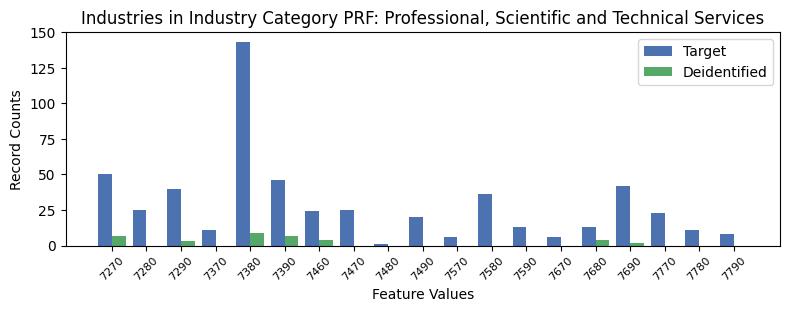 Industries in Industry Category PRF: Professional, Scientific and Technical Services
Record Counts
150
125
100
75
50
25
0
Target
Deidentified
7270 7280 7290 7370 7380 7390 7460 7470 7480 7490 7570 7580 7590 7670 7680 7690 7770 7780 7790
Feature Values